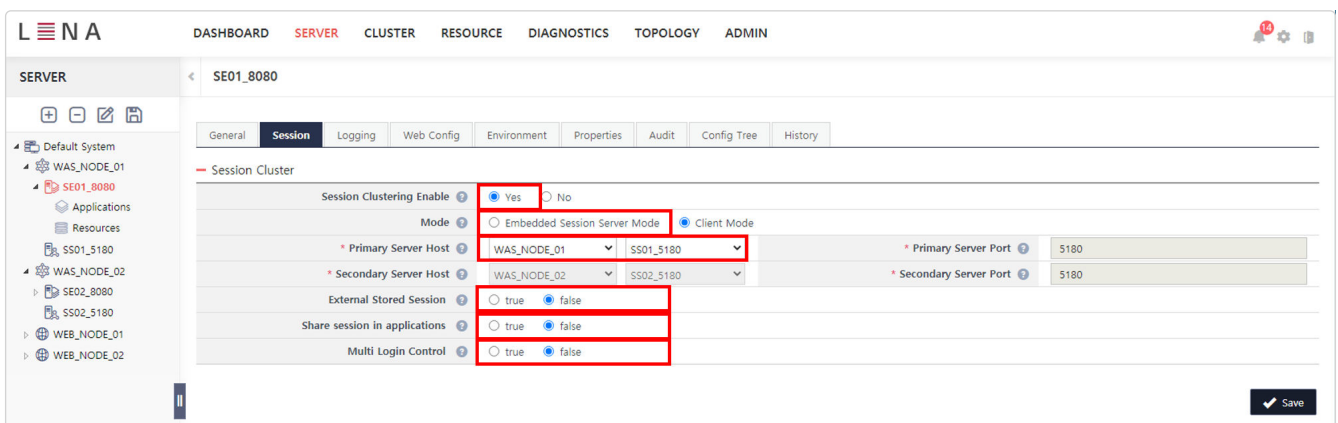 LENA DASHBOARD SERVER CLUSTER RESOURCE DIAGNOSTICS TOPOLOGY ADMIN 14
SERVER SE01_8080
General Session Logging Web Config Environment Properties Audit Config Tree History
Default System
WAS_NODE_01
SE01_8080
Applications
Resources
SS01_5180
WAS_NODE_02
SE02_8080
SS02_5180
WEB_NODE_01
WEB_NODE_02
Session Cluster
Session Clustering Enable ? Yes No
Mode ? Embedded Session Server Mode Client Mode
* Primary Server Host ? WAS_NODE_01 SS01_5180 * Primary Server Port ? 5180
* Secondary Server Host ? WAS_NODE_02 SS02_5180 * Secondary Server Port ? 5180
External Stored Session ? true false
Share session in applications ? true false
Multi Login Control ? true false
Save